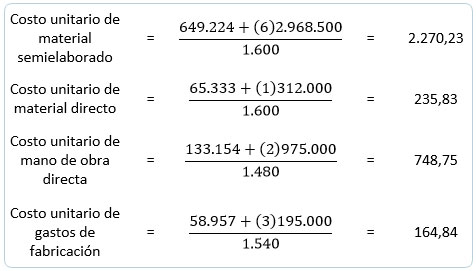 Costo unitario de
material
semielaborado
=
649.224 + (6)2.968.500
1.600
=
2.270,23
Costo unitario de
material directo
=
65.333 + (1)312.000
1.600
=
235,83
Costo unitario de
mano de obra
directa
=
133.154 + (2)975.000
1.480
=
748,75
Costo unitario de
gastos de
fabricación
=
58.957 + (3)195.000
1.540
=
164,84